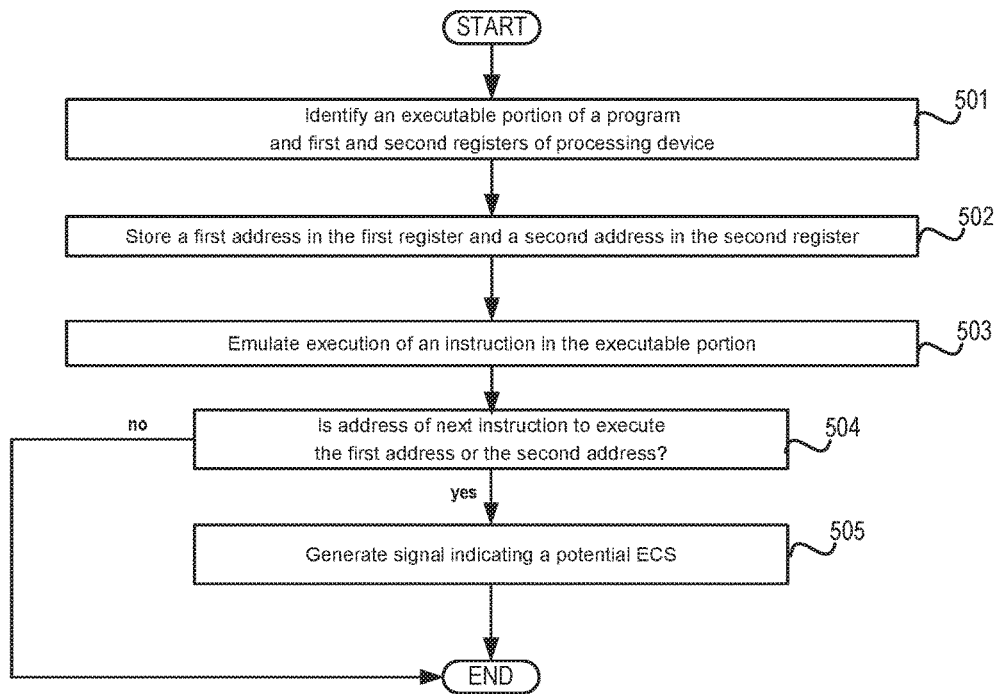 START
Identify an executable portion of a program
and first and second registers of processing device
501
Store a first address in the first register and a second address in the second register
502
Emulate execution of an instruction in the executable portion
503
no
Is address of next instruction to execute
the first address or the second address?
504
yes
Generate signal indicating a potential ECS
505
END